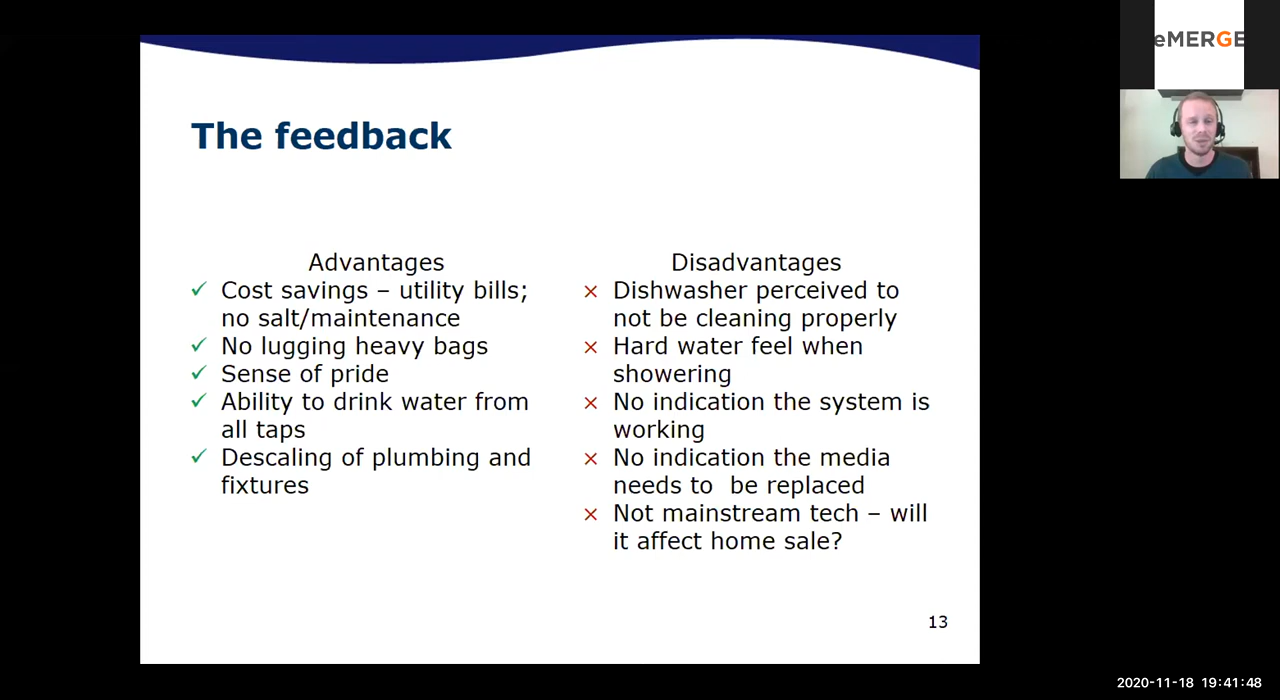 eMERGE
The feedback
Advantages
✓ Cost savings – utility bills;
no salt/maintenance
✓ No lugging heavy bags
✓ Sense of pride
✓ Ability to drink water from
all taps
✓ Descaling of plumbing and
fixtures
Disadvantages
× Dishwasher perceived to
not be cleaning properly
× Hard water feel when
showering
× No indication the system is
working
× No indication the media
needs to  be replaced
× Not mainstream tech – will
it affect home sale?
13
2020-11-18 19:41:48